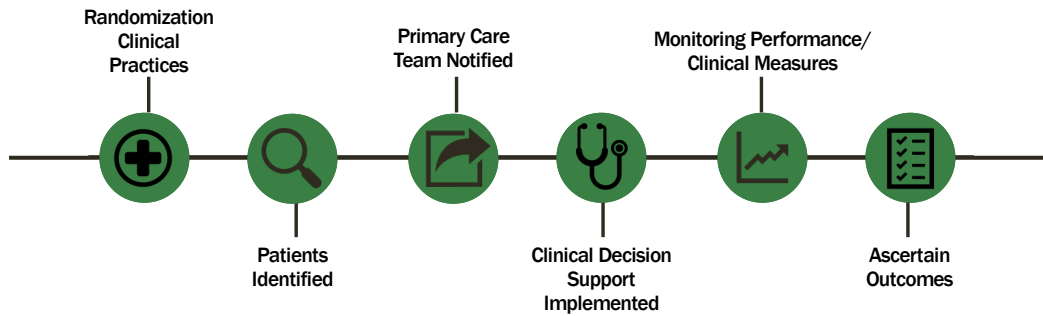 Randomization
Clinical
Practices
Patients
Identified
Primary Care
Team Notified
Clinical Decision
Support
Implemented
Monitoring Performance/
Clinical Measures
Ascertain
Outcomes